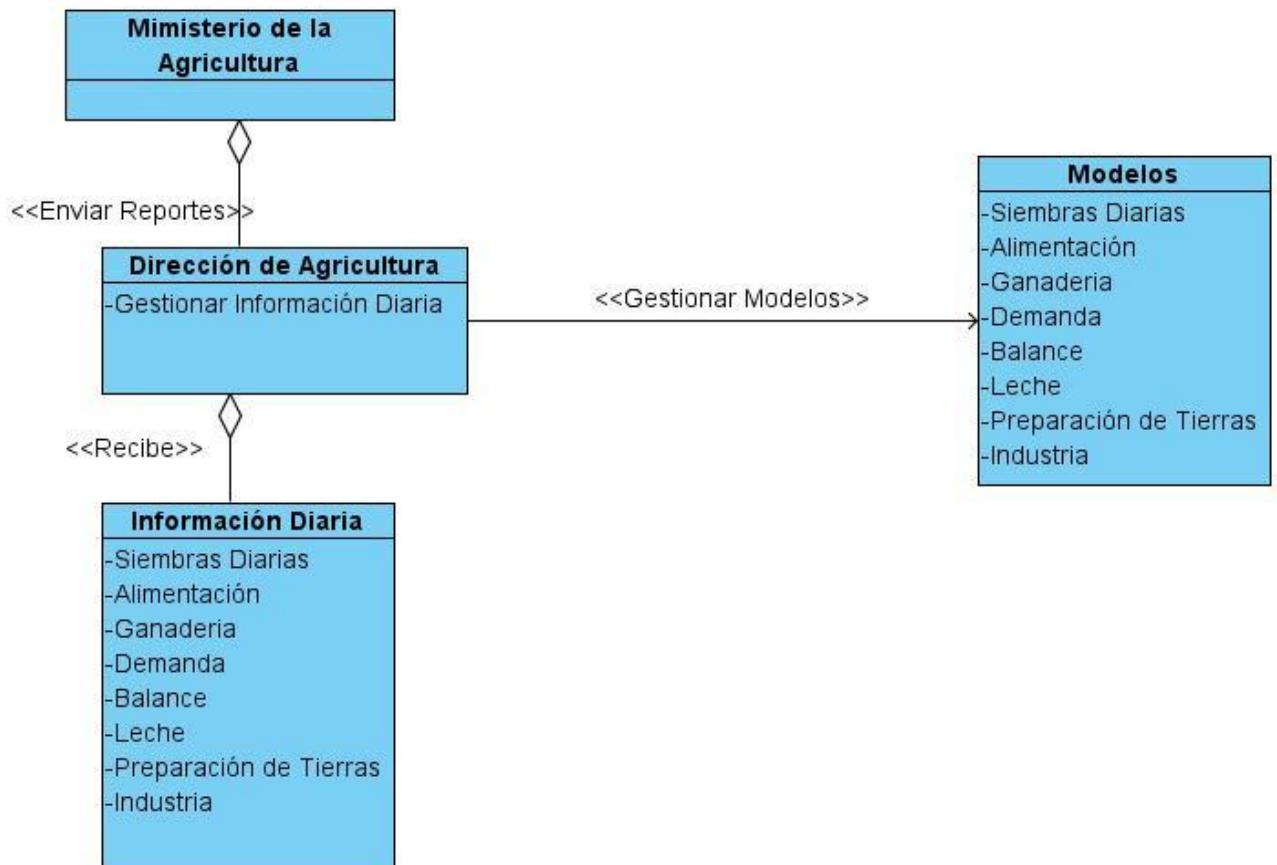 Mimisterio de la
Agricultura
<<Enviar Reportes>>
Dirección de Agricultura
-Gestionar Información Diaria
<<Gestionar Modelos>>
Modelos
-Siembras Diarias
-Alimentación
-Ganaderia
-Demanda
-Balance
-Leche
-Preparación de Tierras
-Industria
<<Recibe>>
Información Diaria
-Siembras Diarias
-Alimentación
-Ganaderia
-Demanda
-Balance
-Leche
-Preparación de Tierras
-Industria